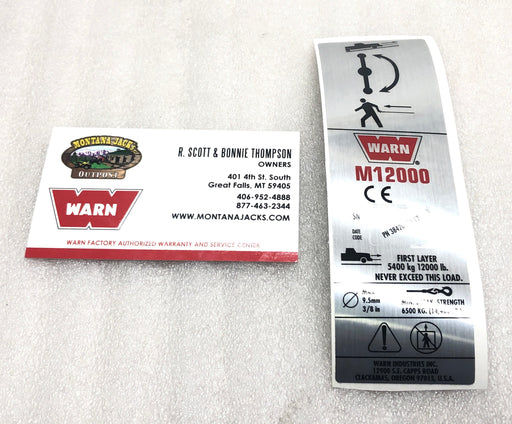 MONTANA JACK'S
OUTPOST
WARN
R. SCOTT & BONNIE THOMPSON
OWNERS
401 4th St. South
Great Falls, MT 59405
406-952-4888
877-463-2344
WWW.MONTANAJACKS.COM
WARN FACTORY AUTHORIZED WARRANTY AND SERVICE CENTER
WARN
M12000
CE
SN
DATE
CODE
PN
FIRST LAYER
5400 kg 12000 lb.
NEVER EXCEED THIS LOAD.
9.5mm
3/8 in
STRENGTH
6500 KG.
WARN INDUSTRIES INC.
12900 S.E. CAPPS ROAD
CLACKAMAS, OREGON 97015, U.S.A.